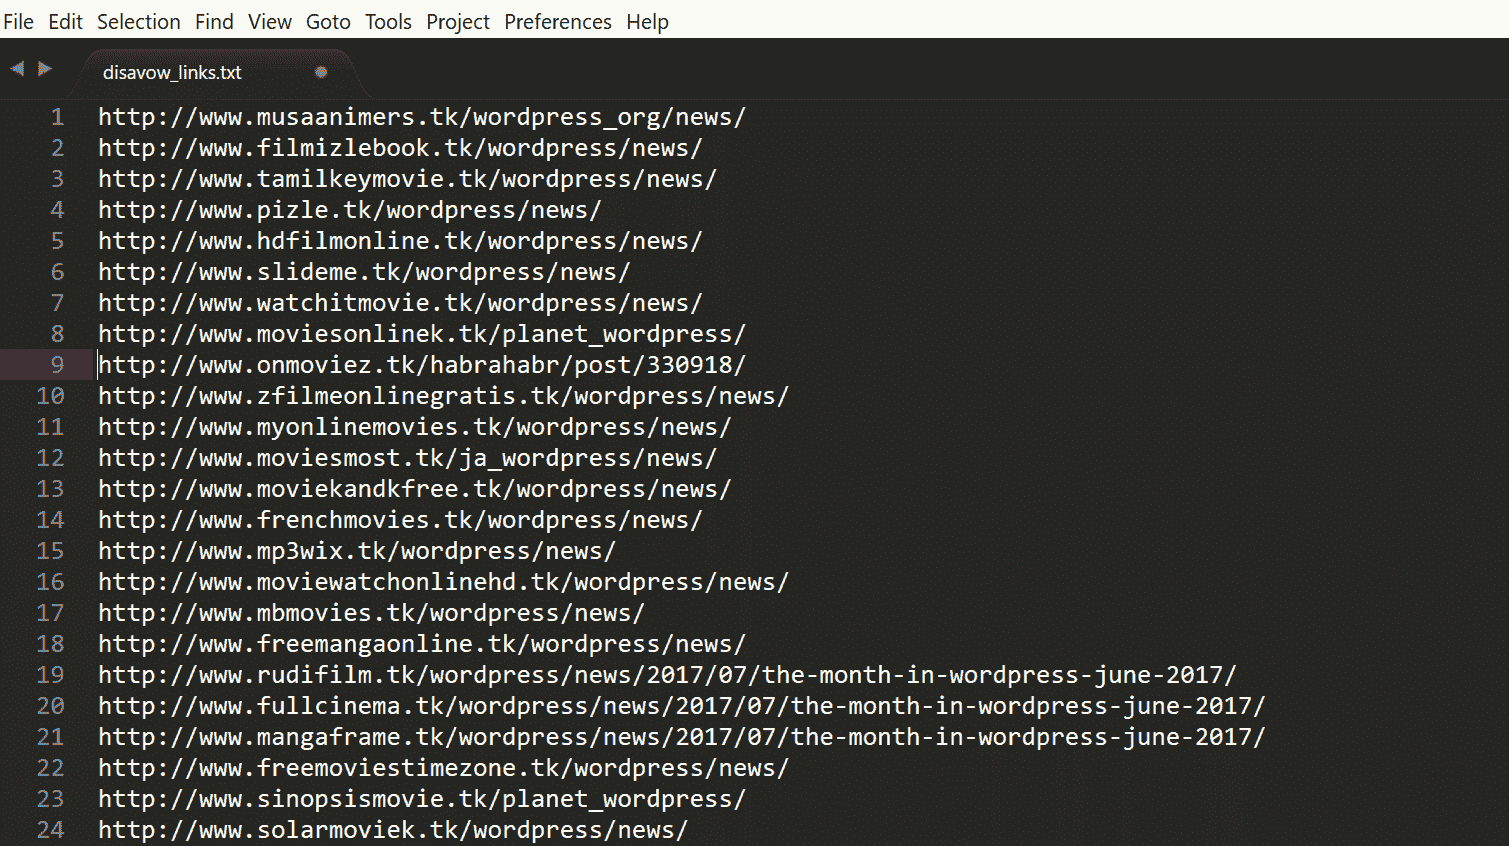 File Edit Selection Find View Goto Tools Project Preferences Help
disavow_links.txt
1 http://www.musaanimers.tk/wordpress_org/news/
2 http://www.filmizlebook.tk/wordpress/news/
3 http://www.tamilkeymovie.tk/wordpress/news/
4 http://www.pizle.tk/wordpress/news/
5 http://www.hdfilmonline.tk/wordpress/news/
6 http://www.slideme.tk/wordpress/news/
7 http://www.watchitmovie.tk/wordpress/news/
8 http://www.moviesonlinek.tk/planet_wordpress/
9 http://www.onmoviez.tk/habrahabr/post/330918/
10 http://www.zfilmeonlinegratis.tk/wordpress/news/
11 http://www.myonlinemovies.tk/wordpress/news/
12 http://www.moviesmost.tk/ja_wordpress/news/
13 http://www.moviekandkfree.tk/wordpress/news/
14 http://www.frenchmovies.tk/wordpress/news/
15 http://www.mp3wix.tk/wordpress/news/
16 http://www.moviewatchonlinehd.tk/wordpress/news/
17 http://www.mbmovies.tk/wordpress/news/
18 http://www.freemangaonline.tk/wordpress/news/
19 http://www.rudifilm.tk/wordpress/news/2017/07/the-month-in-wordpress-june-2017/
20 http://www.fullcinema.tk/wordpress/news/2017/07/the-month-in-wordpress-june-2017/
21 http://www.mangaframe.tk/wordpress/news/2017/07/the-month-in-wordpress-june-2017/
22 http://www.freemoviestimezone.tk/wordpress/news/
23 http://www.sinopsismovie.tk/planet_wordpress/
24 http://www.solarmoviek.tk/wordpress/news/